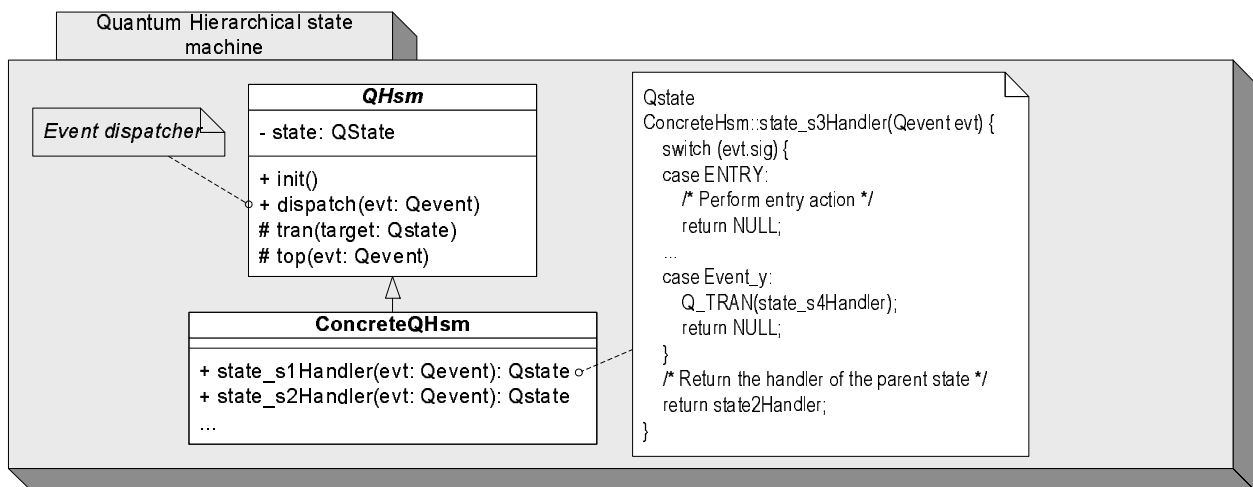 Quantum Hierarchical state
machine
Event dispatcher
QHsm
- state: QState
+ init()
+ dispatch(evt: Qevent)
# tran(target: Qstate)
# top(evt: Qevent)
ConcreteQHsm
+ state_s1Handler(evt: Qevent): Qstate
+ state_s2Handler(evt: Qevent): Qstate
...
Qstate
ConcreteHsm::state_s3Handler(Qevent evt) {
switch (evt.sig) {
case ENTRY:
/* Perform entry action */
return NULL;
...
case Event_y:
Q_TRAN(state_s4Handler);
return NULL;
}
/* Return the handler of the parent state */
return state2Handler;
}